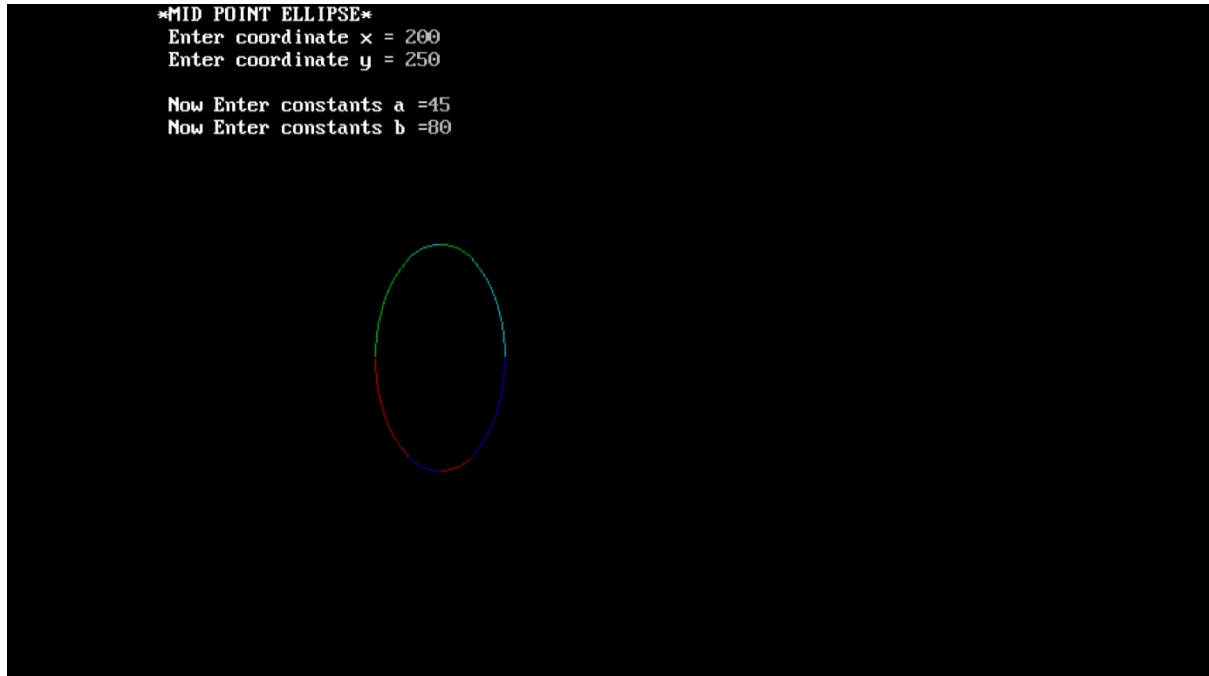 *MID POINT ELLIPSE*
Enter coordinate x = 200
Enter coordinate y = 250
Now Enter constants a =45
Now Enter constants b =80